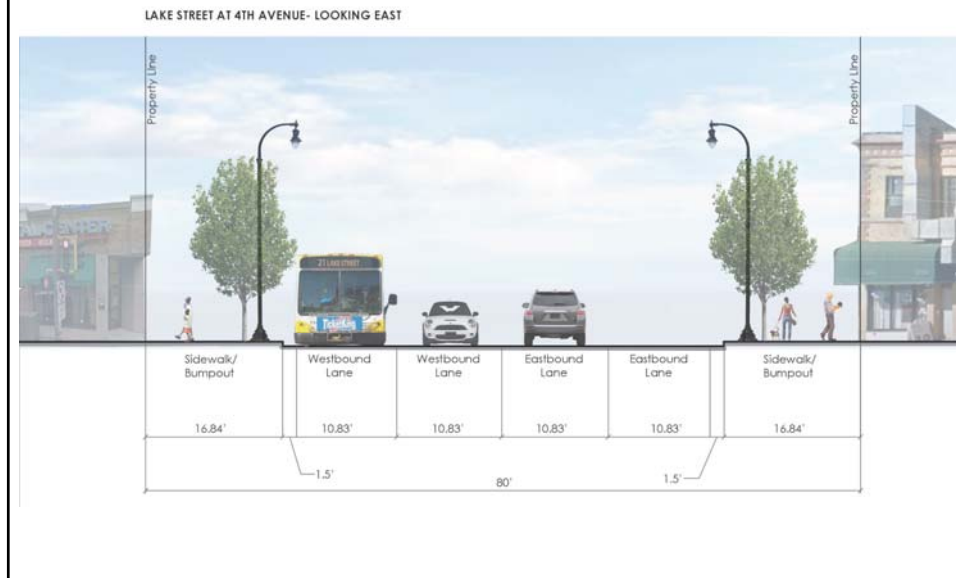 LAKE STREET AT 4TH AVENUE- LOOKING EAST
Property Line
Property Line
21 LAKE STREET
Sidewalk/
Bumpout
Westbound
Lane
Westbound
Lane
Eastbound
Lane
Eastbound
Lane
Sidewalk/
Bumpout
16.84'
10.83'
10.83'
10.83'
10.83'
16.84'
1.5'
1.5'
80'